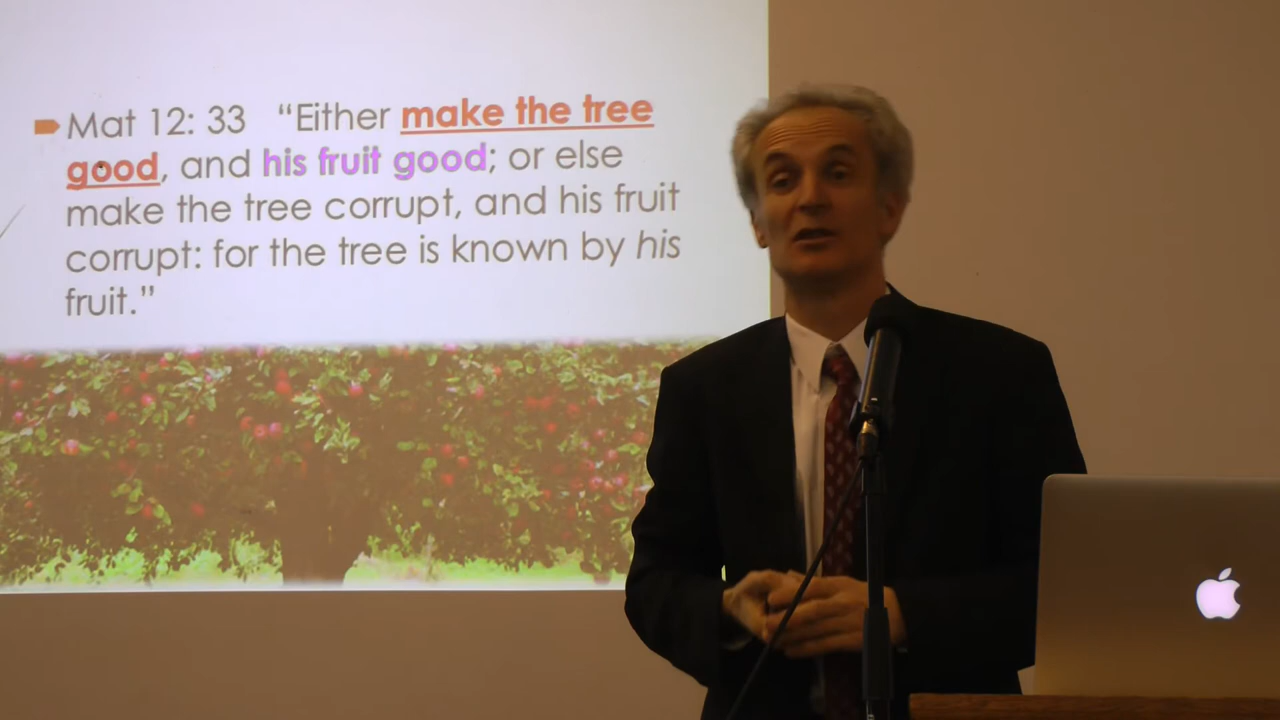 Mat 12: 33 “Either make the tree
good, and his fruit good; or else
make the tree corrupt, and his fruit
corrupt: for the tree is known by his
fruit.”